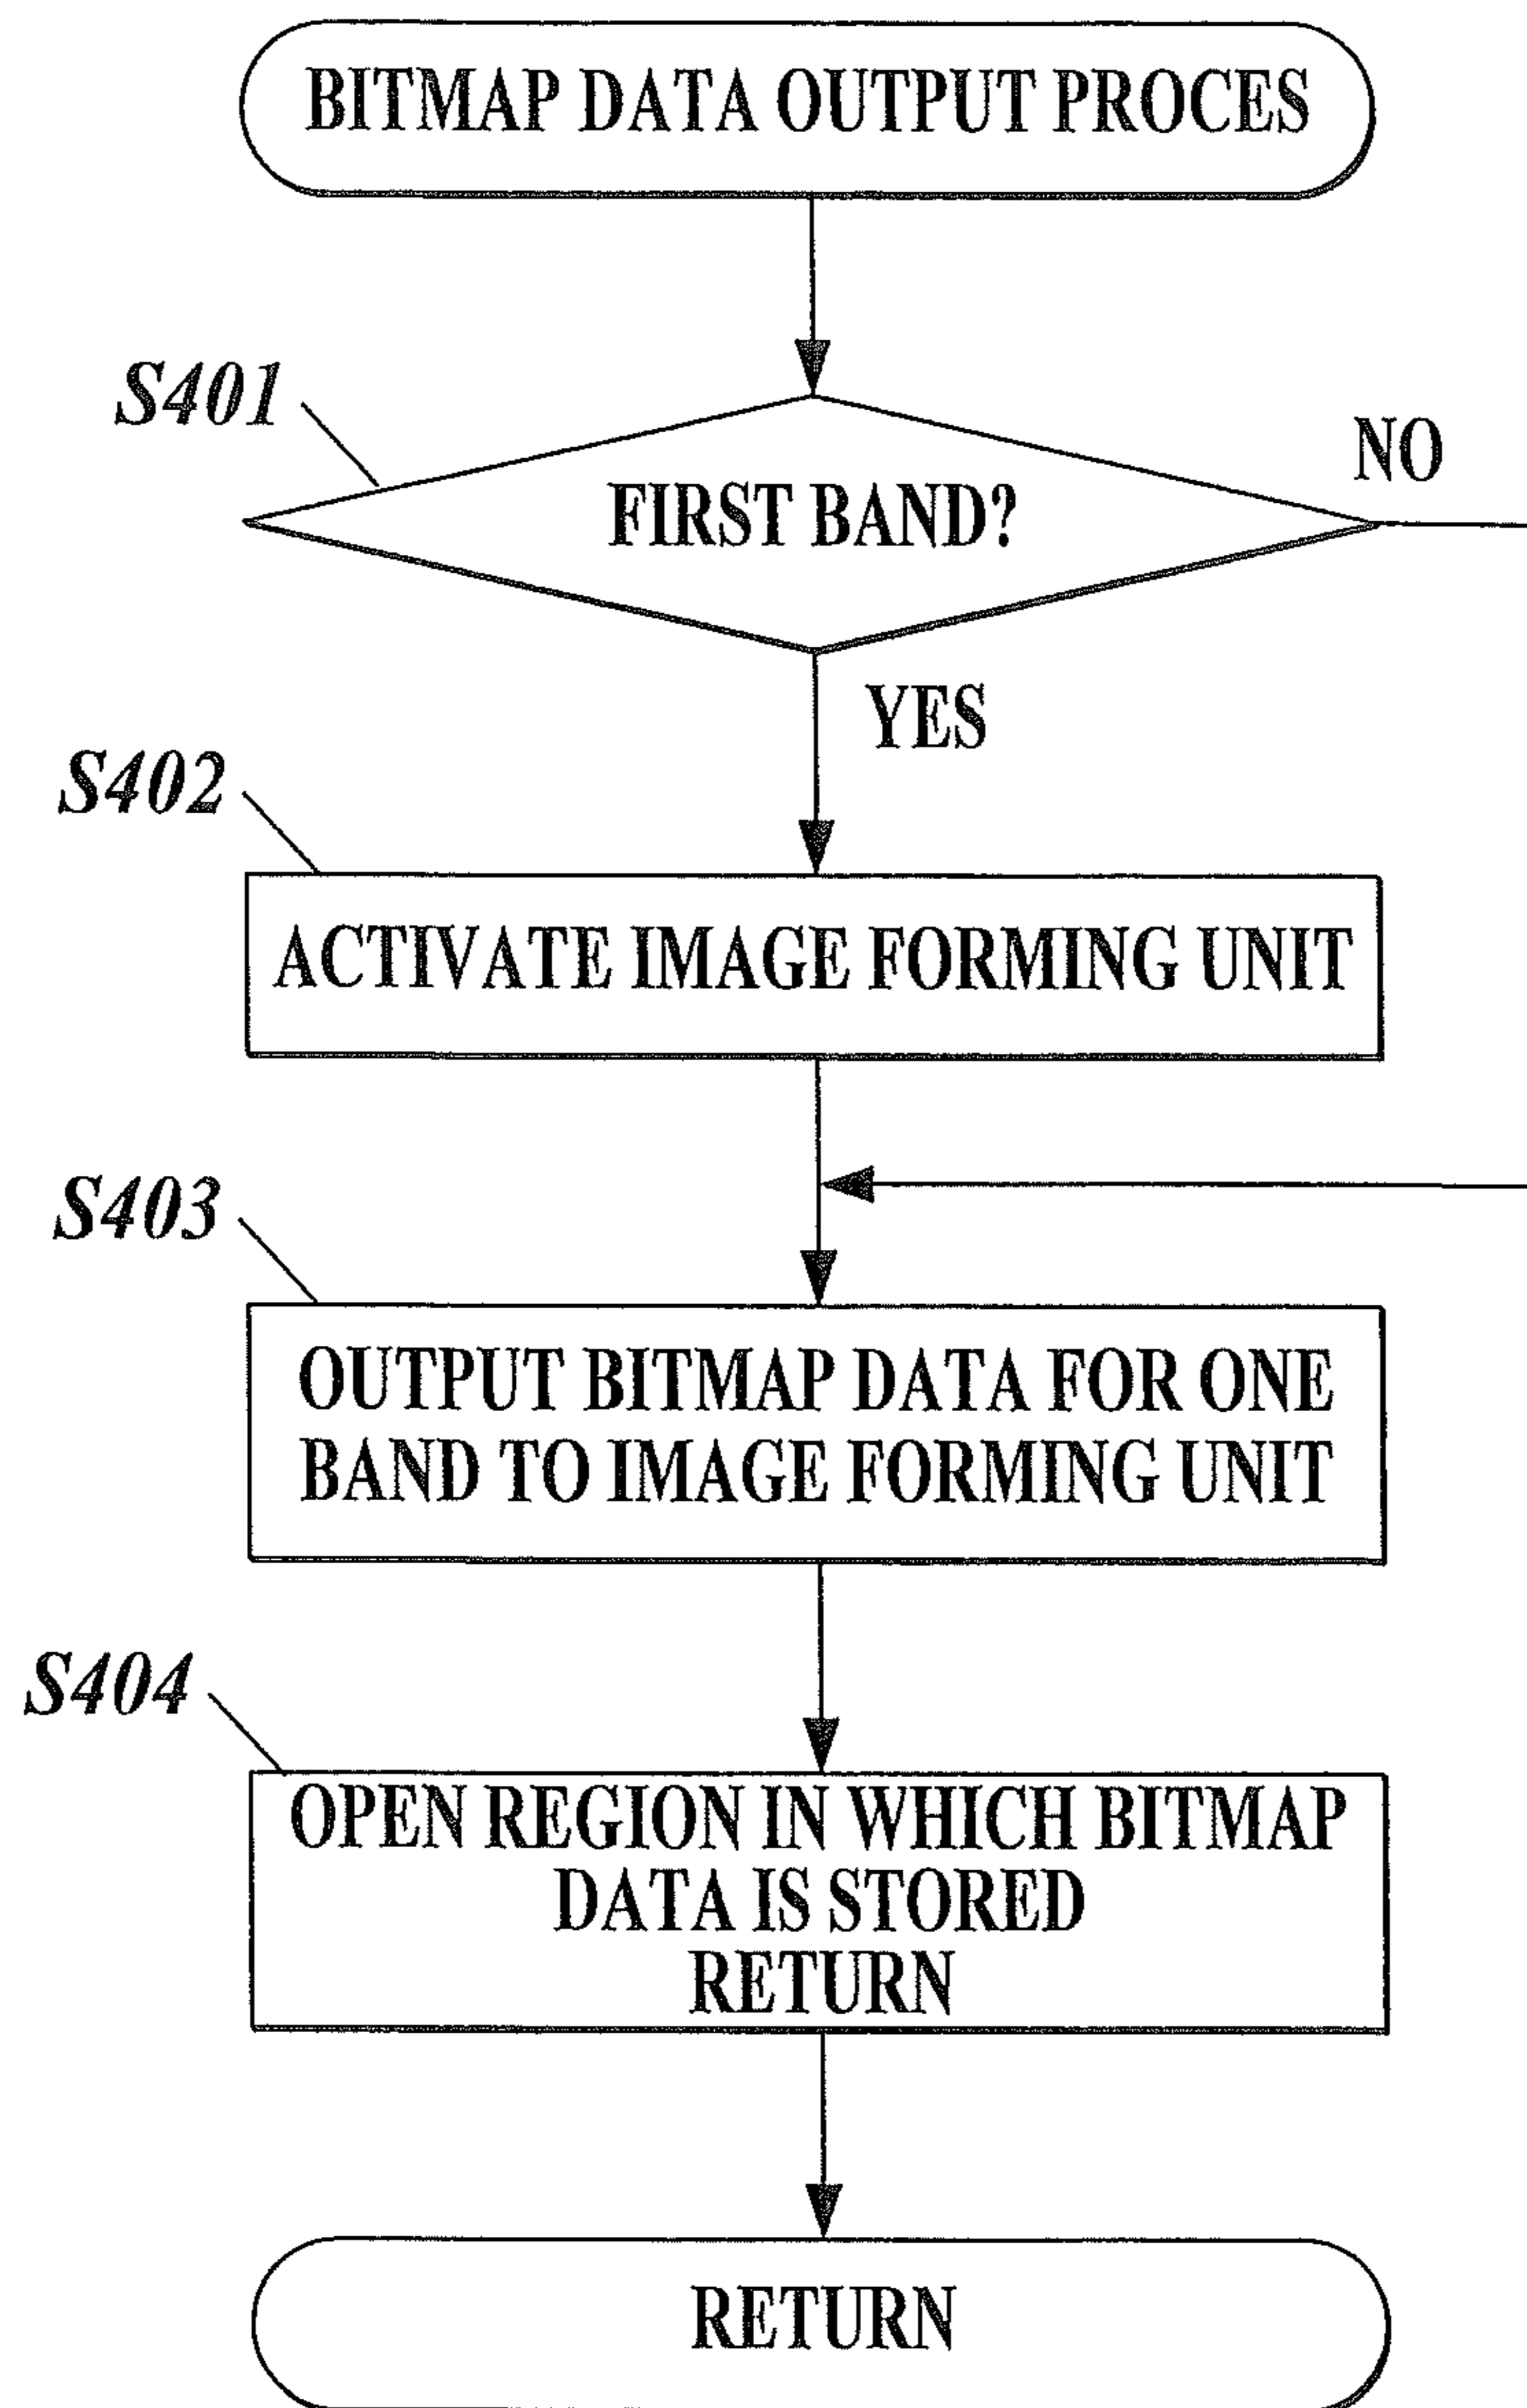 BITMAP DATA OUTPUT PROCES
S401
FIRST BAND?
NO
YES
S402
ACTIVATE IMAGE FORMING UNIT
S403
OUTPUT BITMAP DATA FOR ONE
BAND TO IMAGE FORMING UNIT
S404
OPEN REGION IN WHICH BITMAP
DATA IS STORED
RETURN
RETURN